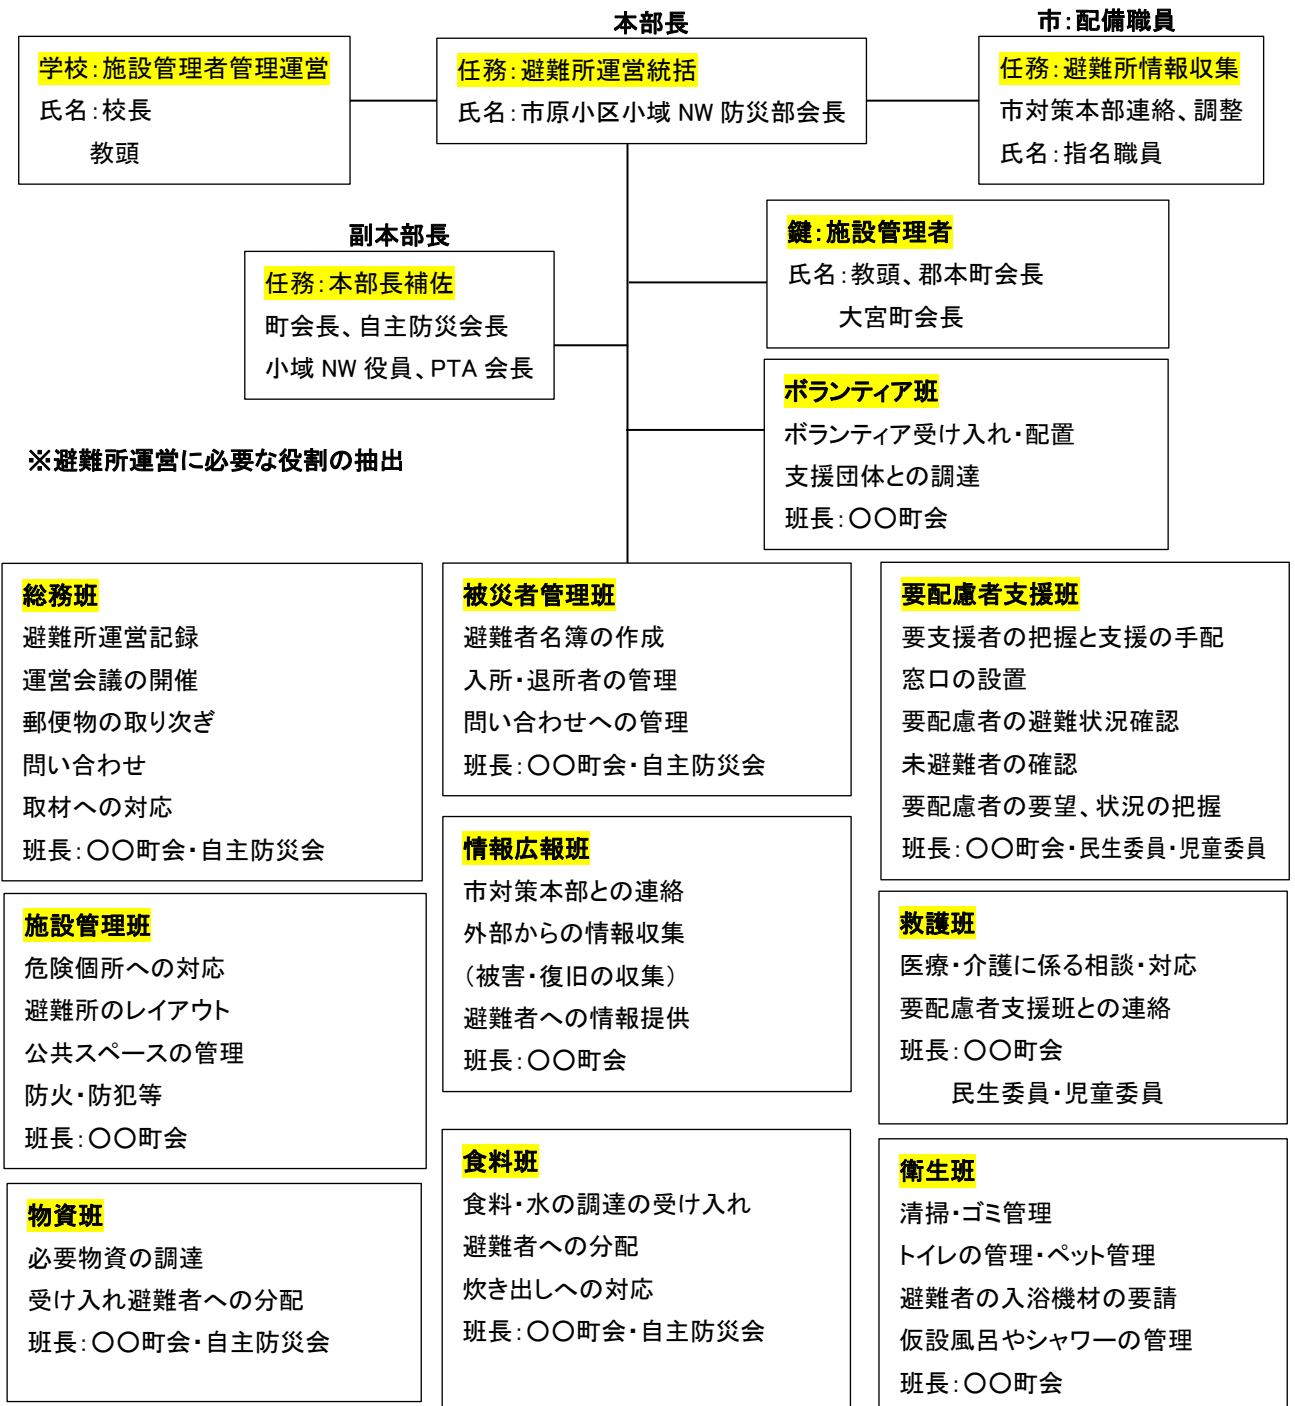 本部長
市：配備職員
学校：施設管理者管理運営
氏名：校長
教頭
任務：避難所運営統括
氏名：市原小区小域 NW 防災部会長
任務：避難所情報収集
市対策本部連絡、調整
氏名：指名職員
副本部長
任務：本部長補佐
町会長、自主防災会長
小域 NW 役員、PTA 会長
鍵：施設管理者
氏名：教頭、郡本町会長
大宮町会長
ボランティア班
ボランティア受け入れ・配置
支援団体との調達
班長：〇〇町会
※避難所運営に必要な役割の抽出
総務班
避難所運営記録
運営会議の開催
郵便物の取り次ぎ
問い合わせ
取材への対応
班長：〇〇町会・自主防災会
被災者管理班
避難者名簿の作成
入所・退所者の管理
問い合わせへの管理
班長：〇〇町会・自主防災会
要配慮者支援班
要支援者の把握と支援の手配
窓口の設置
要配慮者の避難状況確認
未避難者の確認
要配慮者の要望、状況の把握
班長：〇〇町会・民生委員・児童委員
施設管理班
危険個所への対応
避難所のレイアウト
公共スペースの管理
防火・防犯等
班長：〇〇町会
情報広報班
市対策本部との連絡
外部からの情報収集
（被害・復旧の収集）
避難者への情報提供
班長：〇〇町会
救護班
医療・介護に係る相談・対応
要配慮者支援班との連絡
班長：〇〇町会
民生委員・児童委員
物資班
必要物資の調達
受け入れ避難者への分配
班長：〇〇町会・自主防災会
食料班
食料・水の調達の受け入れ
避難者への分配
炊き出しへの対応
班長：〇〇町会・自主防災会
衛生班
清掃・ゴミ管理
トイレの管理・ペット管理
避難者の入浴機材の要請
仮設風呂やシャワーの管理
班長：〇〇町会